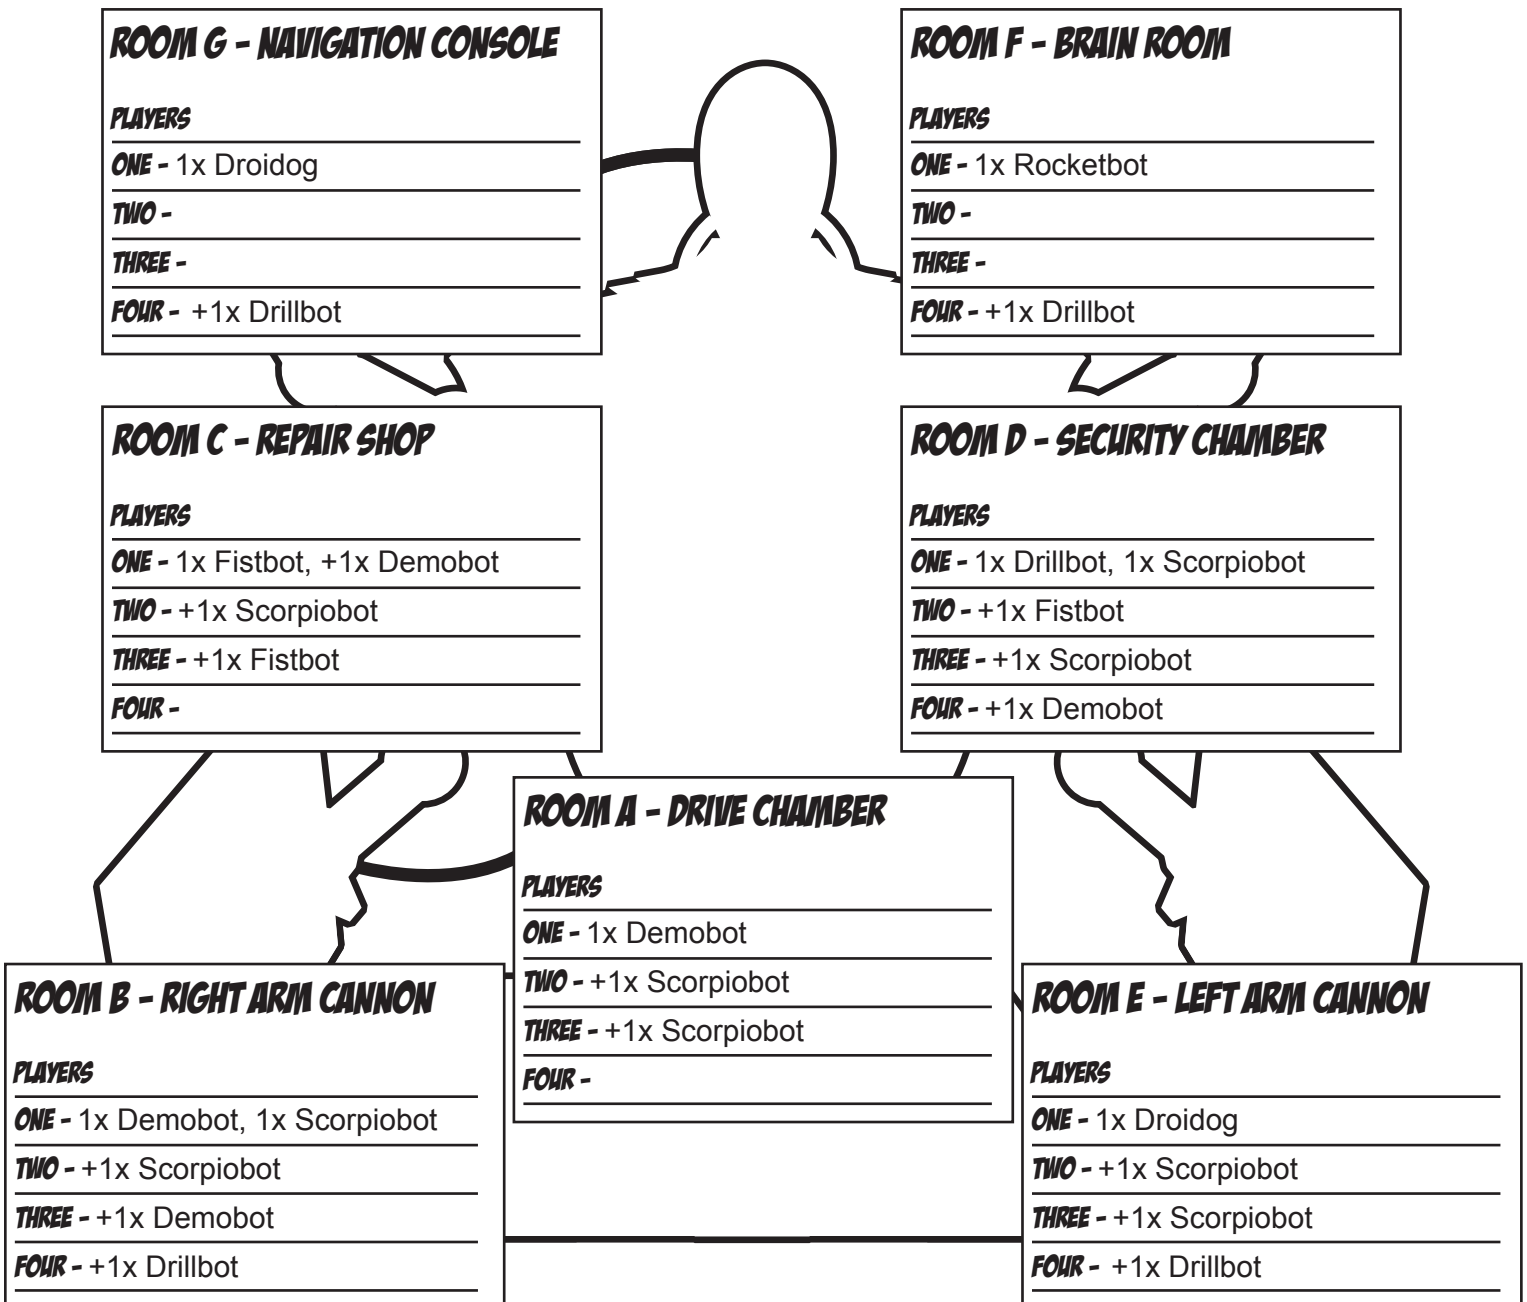 ROOM G - NAVIGATION CONSOLE
PLAYERS
ONE - 1x Droidog
TWO -
THREE -
FOUR - +1x Drillbot
ROOM F - BRAIN ROOM
PLAYERS
ONE - 1x Rocketbot
TWO -
THREE -
FOUR - +1x Drillbot
ROOM C - REPAIR SHOP
PLAYERS
ONE - 1x Fistbot, +1x Demobot
TWO - +1x Scorpiobot
THREE - +1x Fistbot
FOUR -
ROOM D - SECURITY CHAMBER
PLAYERS
ONE - 1x Drillbot, 1x Scorpiobot
TWO - +1x Fistbot
THREE - +1x Scorpiobot
FOUR - +1x Demobot
ROOM A - DRIVE CHAMBER
PLAYERS
ONE - 1x Demobot
TWO - +1x Scorpiobot
THREE - +1x Scorpiobot
FOUR -
ROOM B - RIGHT ARM CANNON
PLAYERS
ONE - 1x Demobot, 1x Scorpiobot
TWO - +1x Scorpiobot
THREE - +1x Demobot
FOUR - +1x Drillbot
ROOM E - LEFT ARM CANNON
PLAYERS
ONE - 1x Droidog
TWO - +1x Scorpiobot
THREE - +1x Scorpiobot
FOUR - +1x Drillbot